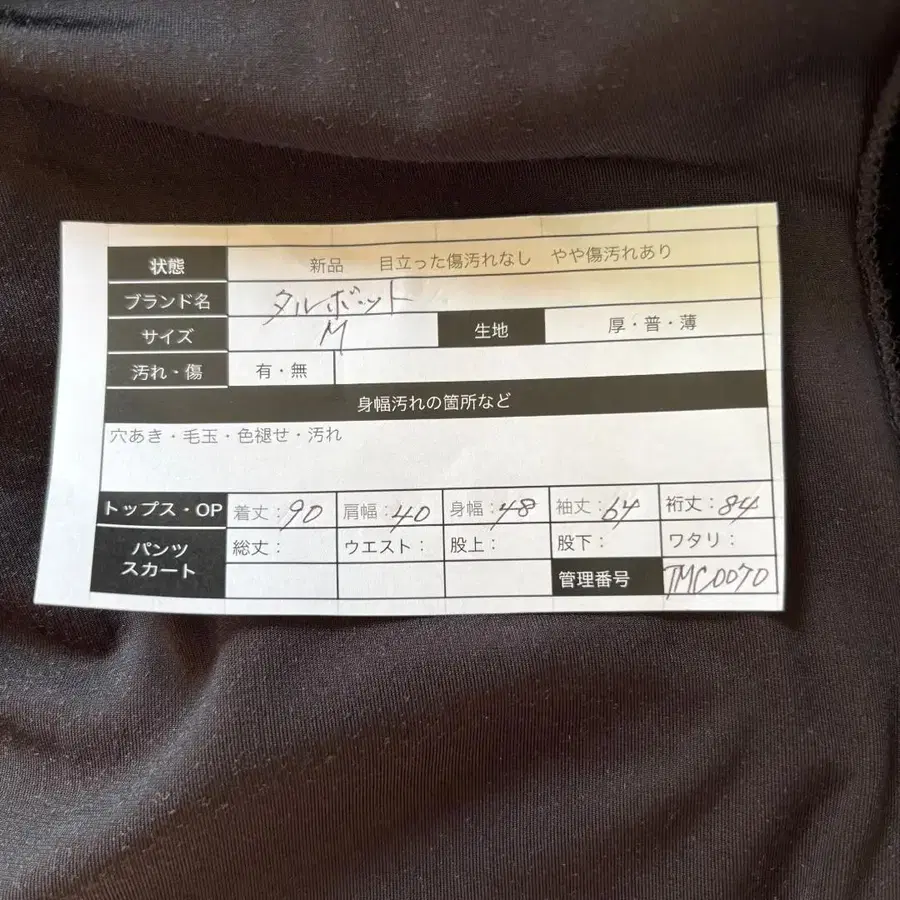 状態 新品 目立った傷汚れなし やや傷汚れあり
ブランド名 タルボット
サイズ M 生地 厚・普・薄
汚れ・傷 有・無
身幅汚れの箇所など
穴あき・毛玉・色褪せ・汚れ
トップス・OP 着丈:90 肩幅:40 身幅:48 袖丈:64 裄丈:84
パンツ スカート 総丈: ウエスト: 股上: 股下: ワタリ:
管理番号 TMC0070